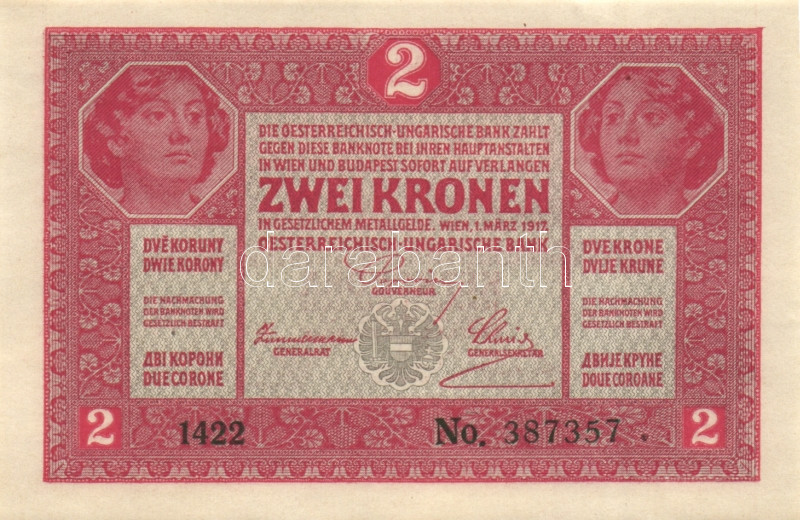 2
DIE OESTERREICHISCH-UNGARISCHE BANK ZAHLT
GEGEN DIESE BANKNOTE BEI IHREN HAUPTANSTALTEN
IN WIEN UND BUDAPEST SOFORT AUF VERLANGEN
ZWEI KRONEN
IN GESETZLICHEM METALLGELDE. WIEN, 1. MÄRZ 1917
OESTERREICHISCH-UNGARISCHE BANK
darabanth
GOUVERNEUR
GENERALRAT
GENERALSEKRETÄR
DVĚ KORUNY
DWIE KORONY
DIE NACHMACHUNG
DER BANKNOTEN WIRD
GESETZLICH BESTRAFT
ДВІ КОРОНИ
DUE CORONE
DVE KRONE
DVIJE KRUNE
DIE NACHMACHUNG
DER BANKNOTEN WIRD
GESETZLICH BESTRAFT
ДВИЈЕ КРУНЕ
DOUE COROANE
2
1422
No. 387357
2